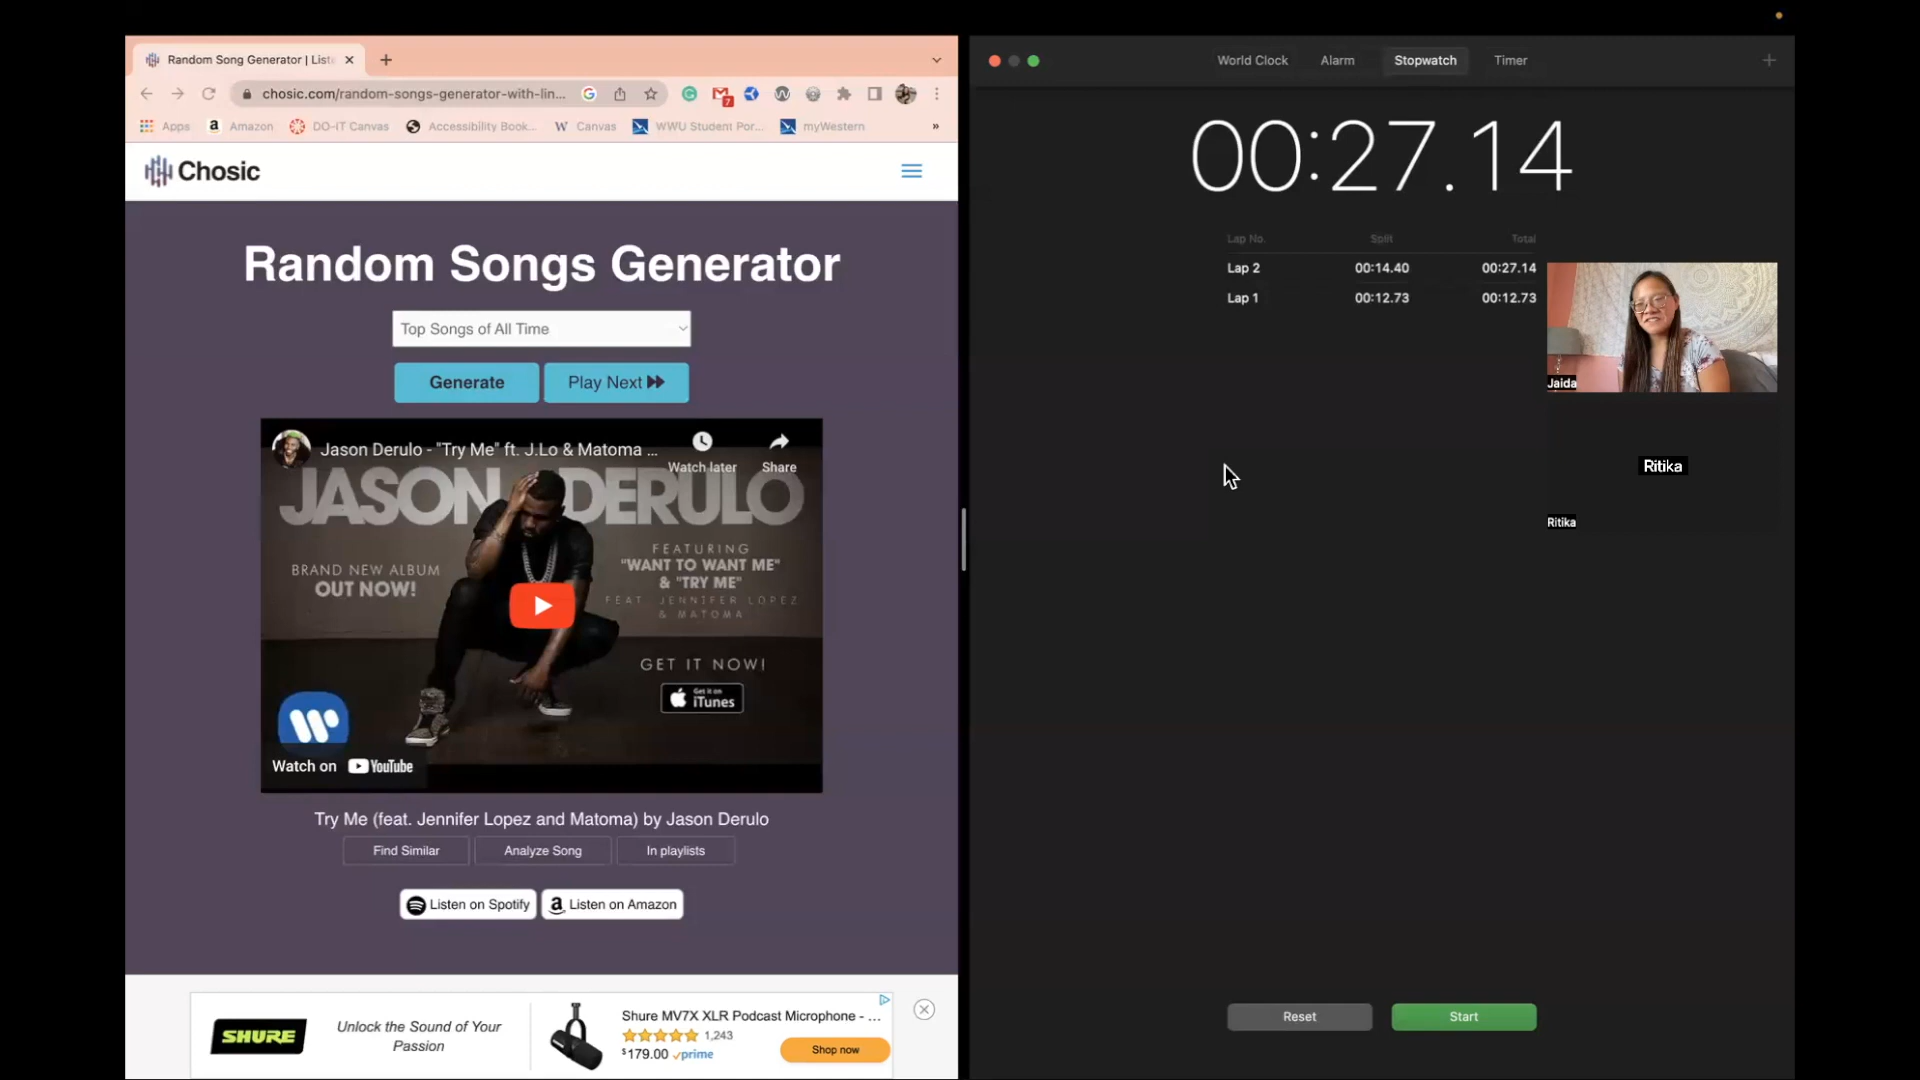 Random Song Generator | List
chosic.com/random-songs-generator-with-lin...
7
Apps
Amazon
DO-IT Canvas
Accessibility Book...
Canvas
WWU Student Por...
myWestern
»
Chosic
Random Songs Generator
Top Songs of All Time
Generate
Play Next
Jason Derulo - "Try Me" ft. J.Lo & Matoma ...
Watch later
Share
JASON DERULO
BRAND NEW ALBUM
OUT NOW!
FEATURING
"WANT TO WANT ME"
& "TRY ME"
FEAT. JENNIFER LOPEZ
& MATOMA
GET IT NOW!
Get it on
iTunes
Watch on YouTube
Try Me (feat. Jennifer Lopez and Matoma) by Jason Derulo
Find Similar
Analyze Song
In playlists
Listen on Spotify
Listen on Amazon
SHURE
Unlock the Sound of Your
Passion
Shure MV7X XLR Podcast Microphone - ...
1,243
$179.00 prime
Shop now
World Clock
Alarm
Stopwatch
Timer
00:27.14
Lap No. Split Total
Lap 2 00:14.40 00:27.14
Lap 1 00:12.73 00:12.73
Jaida
Ritika
Ritika
Reset
Start